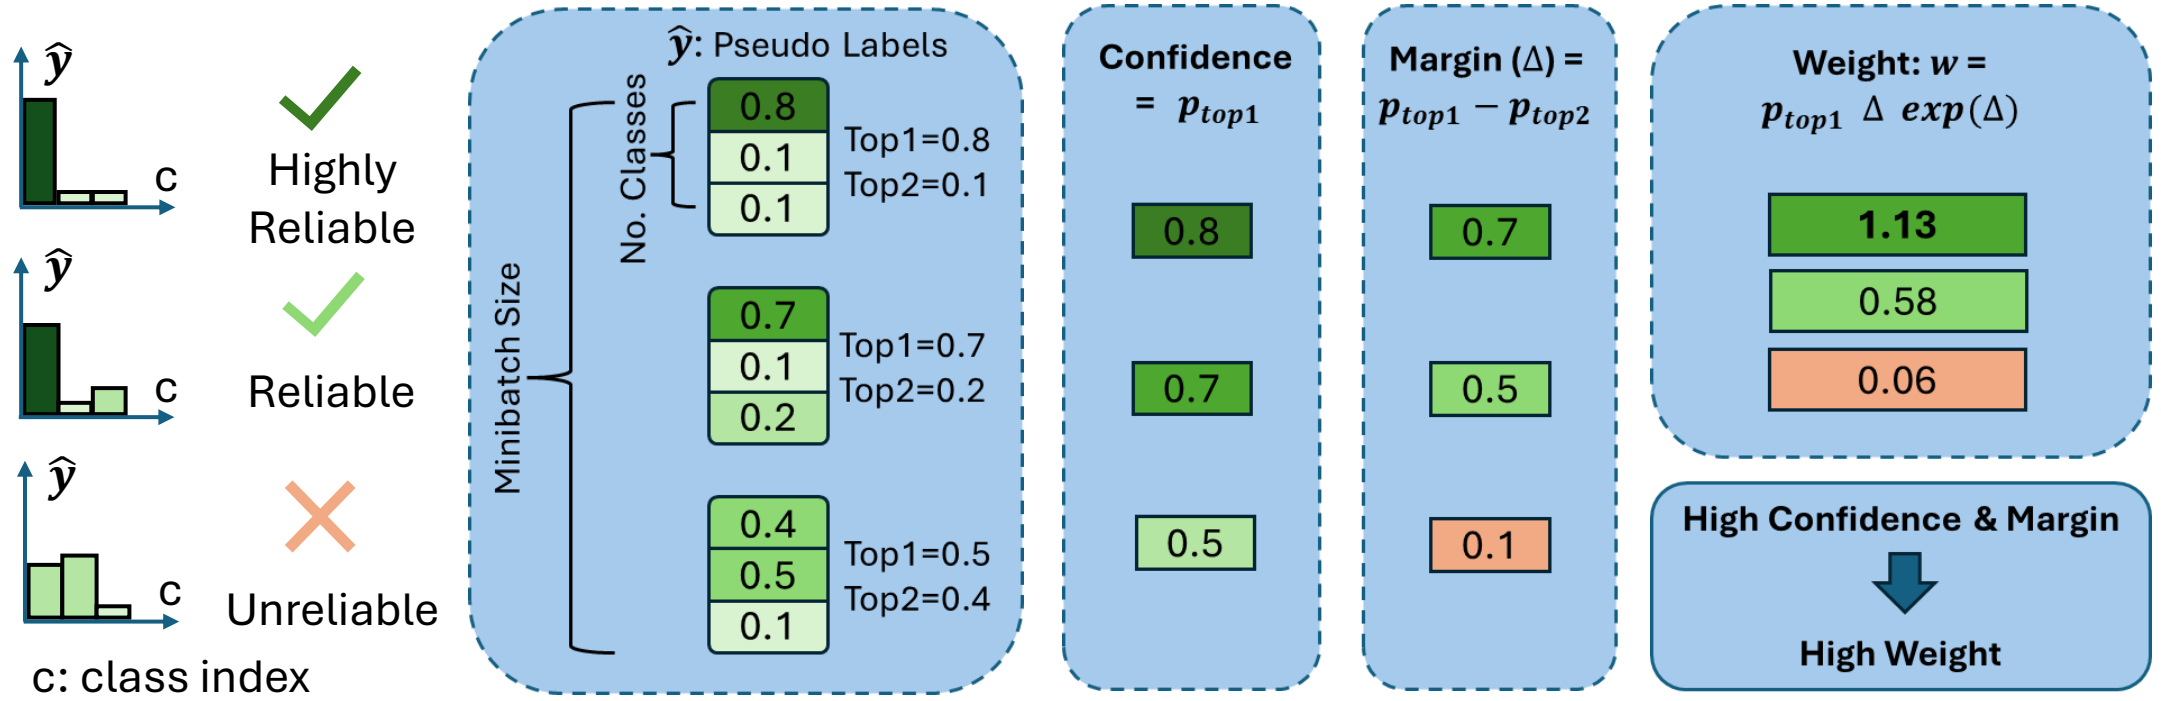 ŷ
c
Highly
Reliable
ŷ
c
Reliable
ŷ
c
Unreliable
c: class index
ŷ: Pseudo Labels
Minibatch Size
No. Classes
0.8
0.1
0.1
Top1=0.8
Top2=0.1
0.7
0.1
0.2
Top1=0.7
Top2=0.2
0.4
0.5
0.1
Top1=0.5
Top2=0.4
Confidence
= p_top1
0.8
0.7
0.5
Margin (Δ) =
p_top1 − p_top2
0.7
0.5
0.1
Weight: w =
p_top1 Δ exp(Δ)
1.13
0.58
0.06
High Confidence & Margin
High Weight